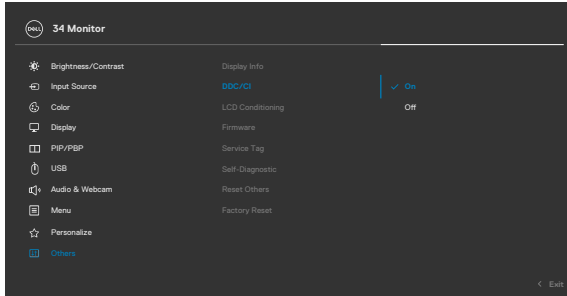 DELL 34 Monitor
Brightness/Contrast Display Info
Input Source DDC/CI On
Color LCD Conditioning Off
Display Firmware
PIP/PBP Service Tag
USB Self-Diagnostic
Audio & Webcam Reset Others
Menu Factory Reset
Personalize
Others
Exit